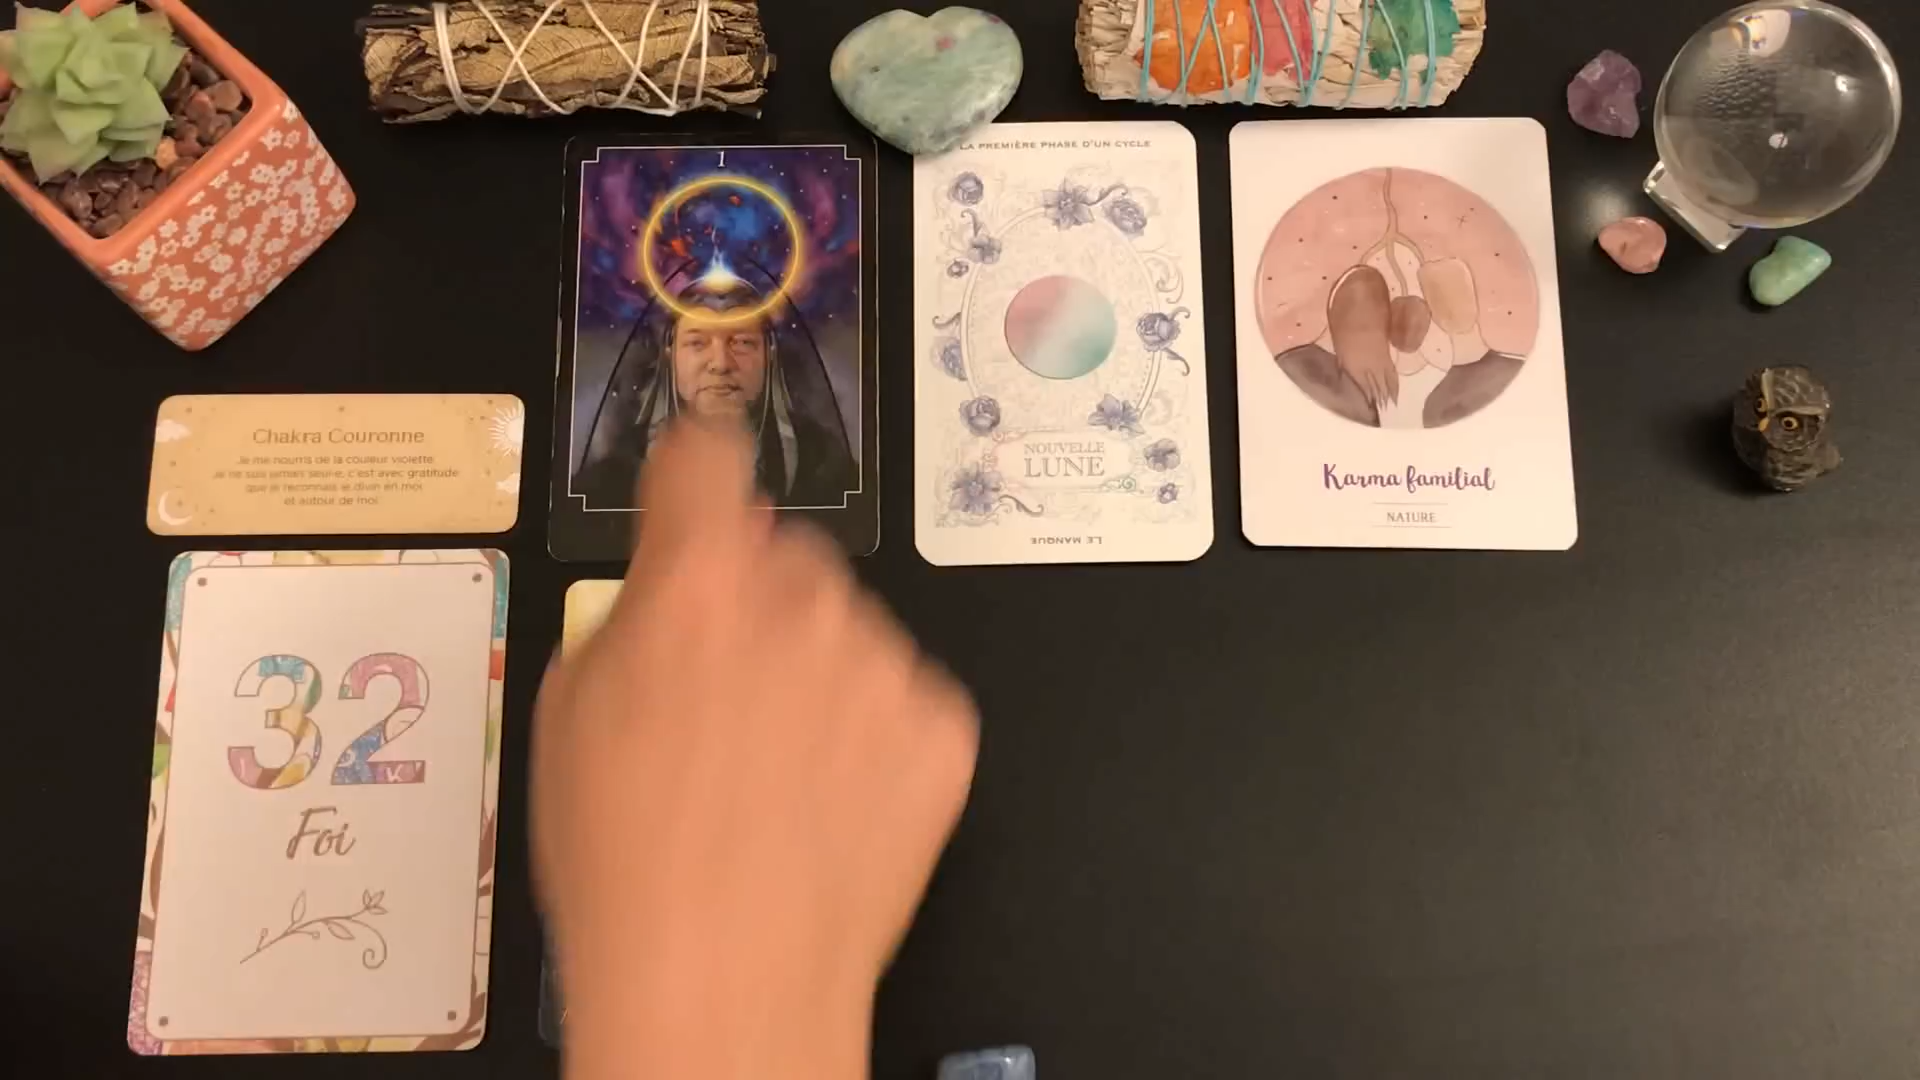 1
LA PREMIÈRE PHASE D'UN CYCLE
NOUVELLE
LUNE
LE MANQUE
Karma familial
NATURE
Chakra Couronne
Je me nourris de la couleur violette.
Je ne suis jamais seul·e, c'est avec gratitude
que je reconnais le divin en moi
et autour de moi.
32
Foi